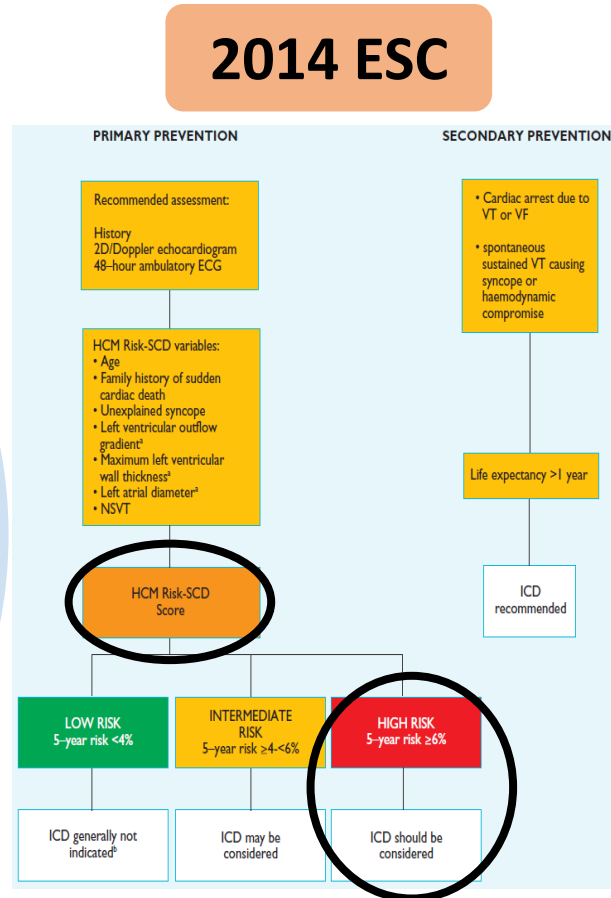 2014 ESC
PRIMARY PREVENTION
SECONDARY PREVENTION
Recommended assessment:
History
2D/Doppler echocardiogram
48–hour ambulatory ECG
• Cardiac arrest due to
VT or VF
• spontaneous
sustained VT causing
syncope or
haemodynamic
compromise
HCM Risk-SCD variables:
• Age
• Family history of sudden
cardiac death
• Unexplained syncope
• Left ventricular outflow
gradientᵃ
• Maximum left ventricular
wall thicknessᵃ
• Left atrial diameterᵃ
• NSVT
Life expectancy >1 year
HCM Risk-SCD
Score
ICD
recommended
LOW RISK
5–year risk <4%
INTERMEDIATE
RISK
5–year risk ≥4-<6%
HIGH RISK
5–year risk ≥6%
ICD generally not
indicatedᵇ
ICD may be
considered
ICD should be
considered